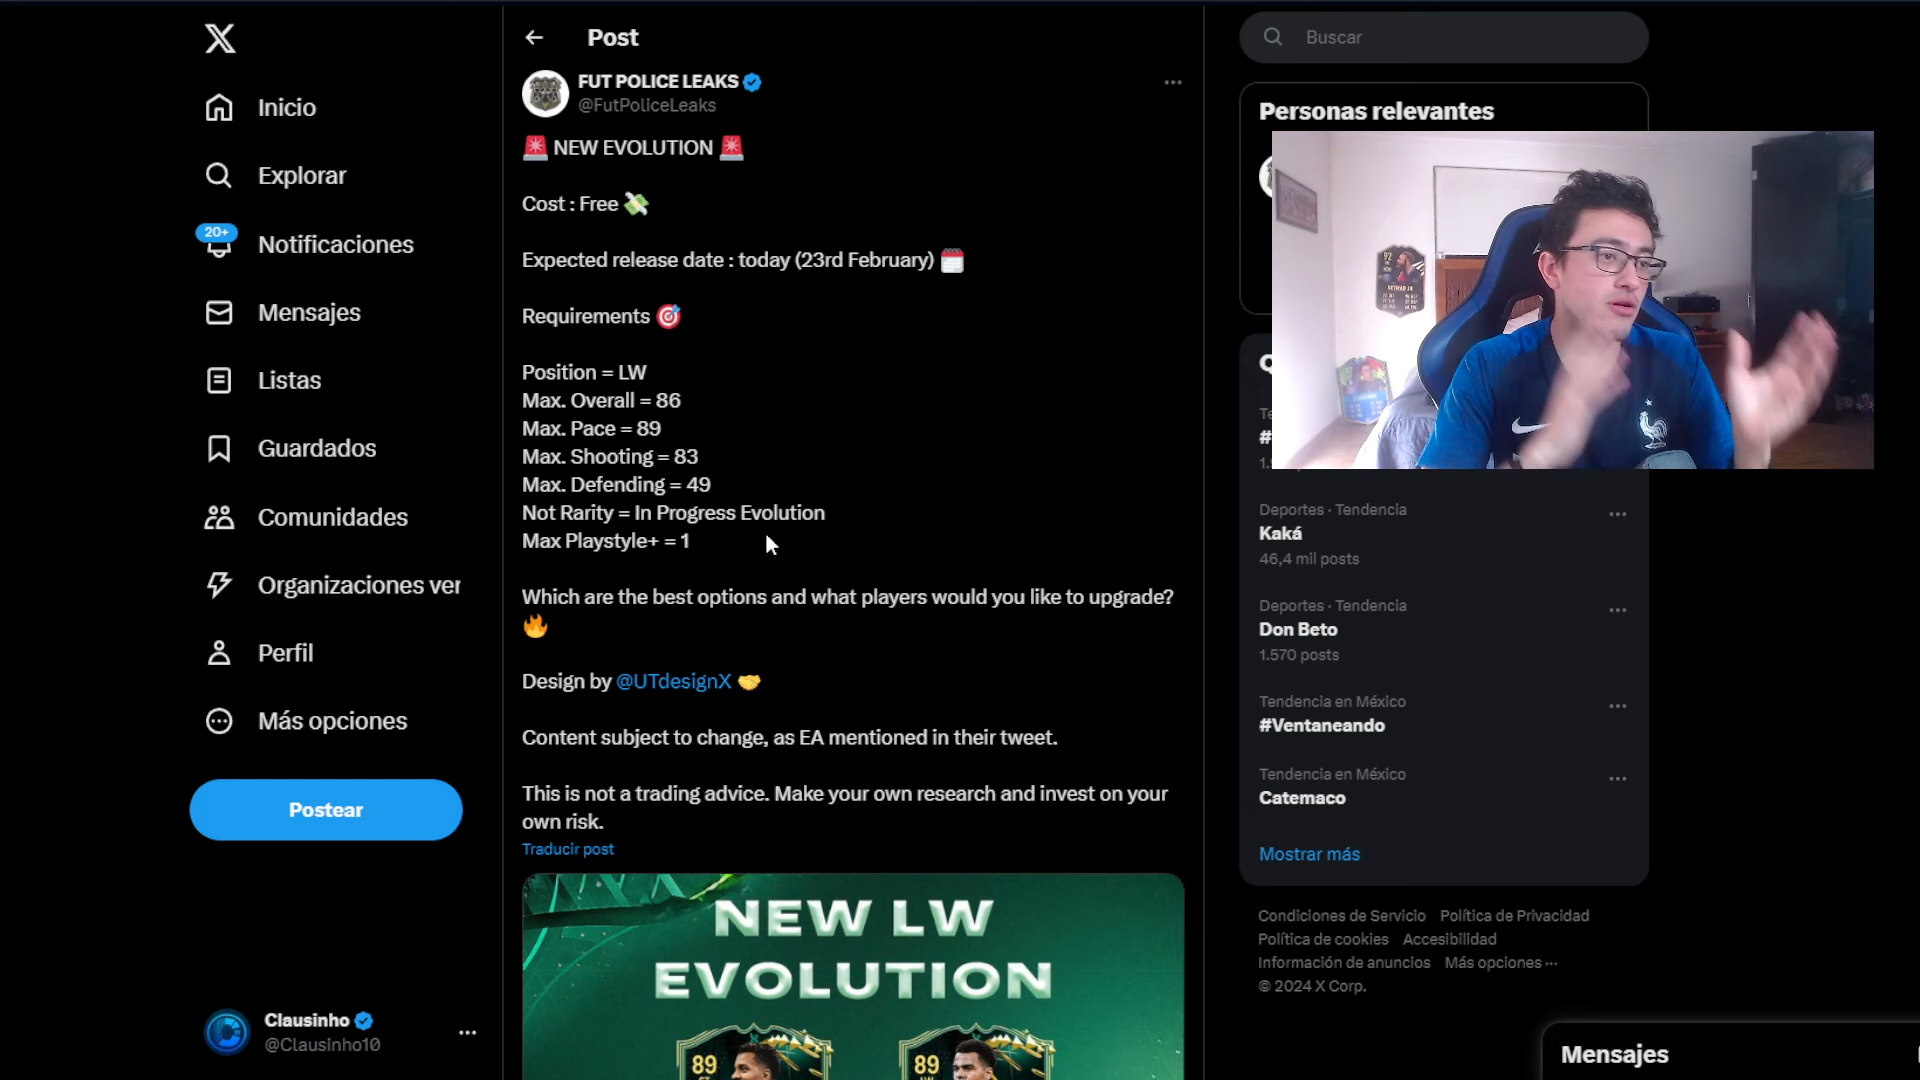 Inicio
Explorar
20+
Notificaciones
Mensajes
Listas
Guardados
Comunidades
Organizaciones ver
Perfil
Más opciones
Postear
Clausinho
@Clausinho10
Post
FUT POLICE LEAKS
@FutPoliceLeaks
NEW EVOLUTION
Cost : Free
Expected release date : today (23rd February)
Requirements
Position = LW
Max. Overall = 86
Max. Pace = 89
Max. Shooting = 83
Max. Defending = 49
Not Rarity = In Progress Evolution
Max Playstyle+ = 1
Which are the best options and what players would you like to upgrade?
Design by @UTdesignX
Content subject to change, as EA mentioned in their tweet.
This is not a trading advice. Make your own research and invest on your
own risk.
Traducir post
NEW LW
EVOLUTION
89
89
Buscar
Personas relevantes
92
NEYMAR JR
Deportes · Tendencia
Kaká
46,4 mil posts
Deportes · Tendencia
Don Beto
1.570 posts
Tendencia en México
#Ventaneando
Tendencia en México
Catemaco
Mostrar más
Condiciones de Servicio Política de Privacidad
Política de cookies Accesibilidad
Información de anuncios Más opciones ···
© 2024 X Corp.
Mensajes